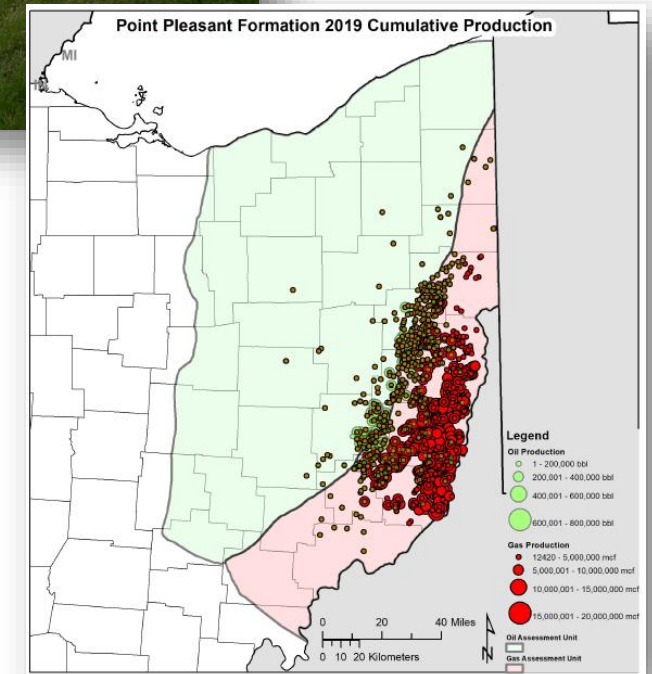 Point Pleasant Formation 2019 Cumulative Production
MI
Legend
Oil Production
1 - 200,000 bbl
200,001 - 400,000 bbl
400,001 - 600,000 bbl
600,001 - 800,000 bbl
Gas Production
12420 - 5,000,000 mcf
5,000,001 - 10,000,000 mcf
10,000,001 - 15,000,000 mcf
15,000,001 - 20,000,000 mcf
Oil Assessment Unit
Gas Assessment Unit
0 20 40 Miles
0 10 20 Kilometers
N